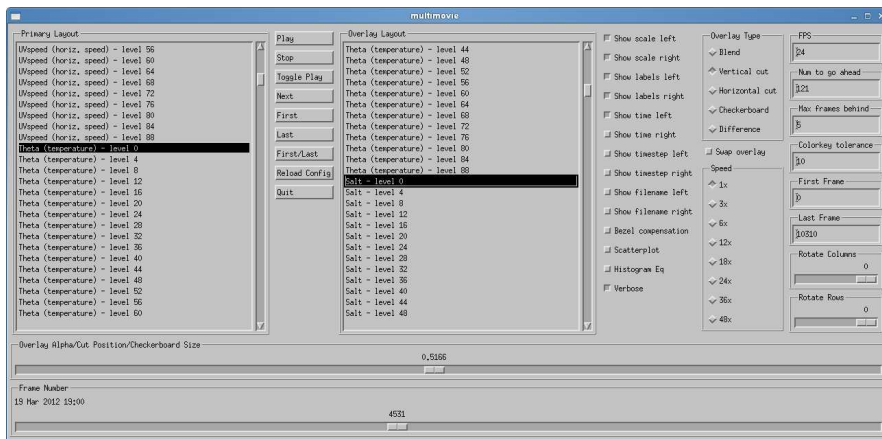 multimovie
Primary Layout
UVspeed (horiz. speed) - level 56
UVspeed (horiz. speed) - level 60
UVspeed (horiz. speed) - level 64
UVspeed (horiz. speed) - level 68
UVspeed (horiz. speed) - level 72
UVspeed (horiz. speed) - level 76
UVspeed (horiz. speed) - level 80
UVspeed (horiz. speed) - level 84
UVspeed (horiz. speed) - level 88
Theta (temperature) - level 0
Theta (temperature) - level 4
Theta (temperature) - level 8
Theta (temperature) - level 12
Theta (temperature) - level 16
Theta (temperature) - level 20
Theta (temperature) - level 24
Theta (temperature) - level 28
Theta (temperature) - level 32
Theta (temperature) - level 36
Theta (temperature) - level 40
Theta (temperature) - level 44
Theta (temperature) - level 48
Theta (temperature) - level 52
Theta (temperature) - level 56
Theta (temperature) - level 60
Play
Stop
Toggle Play
Next
First
Last
First/Last
Reload Config
Quit
Overlay Layout
Theta (temperature) - level 44
Theta (temperature) - level 48
Theta (temperature) - level 52
Theta (temperature) - level 56
Theta (temperature) - level 60
Theta (temperature) - level 64
Theta (temperature) - level 68
Theta (temperature) - level 72
Theta (temperature) - level 76
Theta (temperature) - level 80
Theta (temperature) - level 84
Theta (temperature) - level 88
Salt - level 0
Salt - level 4
Salt - level 8
Salt - level 12
Salt - level 16
Salt - level 20
Salt - level 24
Salt - level 28
Salt - level 32
Salt - level 36
Salt - level 40
Salt - level 44
Salt - level 48
Show scale left
Show scale right
Show labels left
Show labels right
Show time left
Show time right
Show timestep left
Show timestep right
Show filename left
Show filename right
Bezel compensation
Scatterplot
Histogram Eq
Verbose
Overlay Type
Blend
Vertical cut
Horizontal cut
Checkerboard
Difference
Swap overlay
Speed
1x
3x
6x
12x
18x
24x
36x
48x
FPS
24
Num to go ahead
121
Max frames behind
5
Colorkey tolerance
10
First Frame
0
Last Frame
10310
Rotate Columns
0
Rotate Rows
0
Overlay Alpha/Cut Position/Checkerboard Size
0.5166
Frame Number
19 Mar 2012 19:00
4531